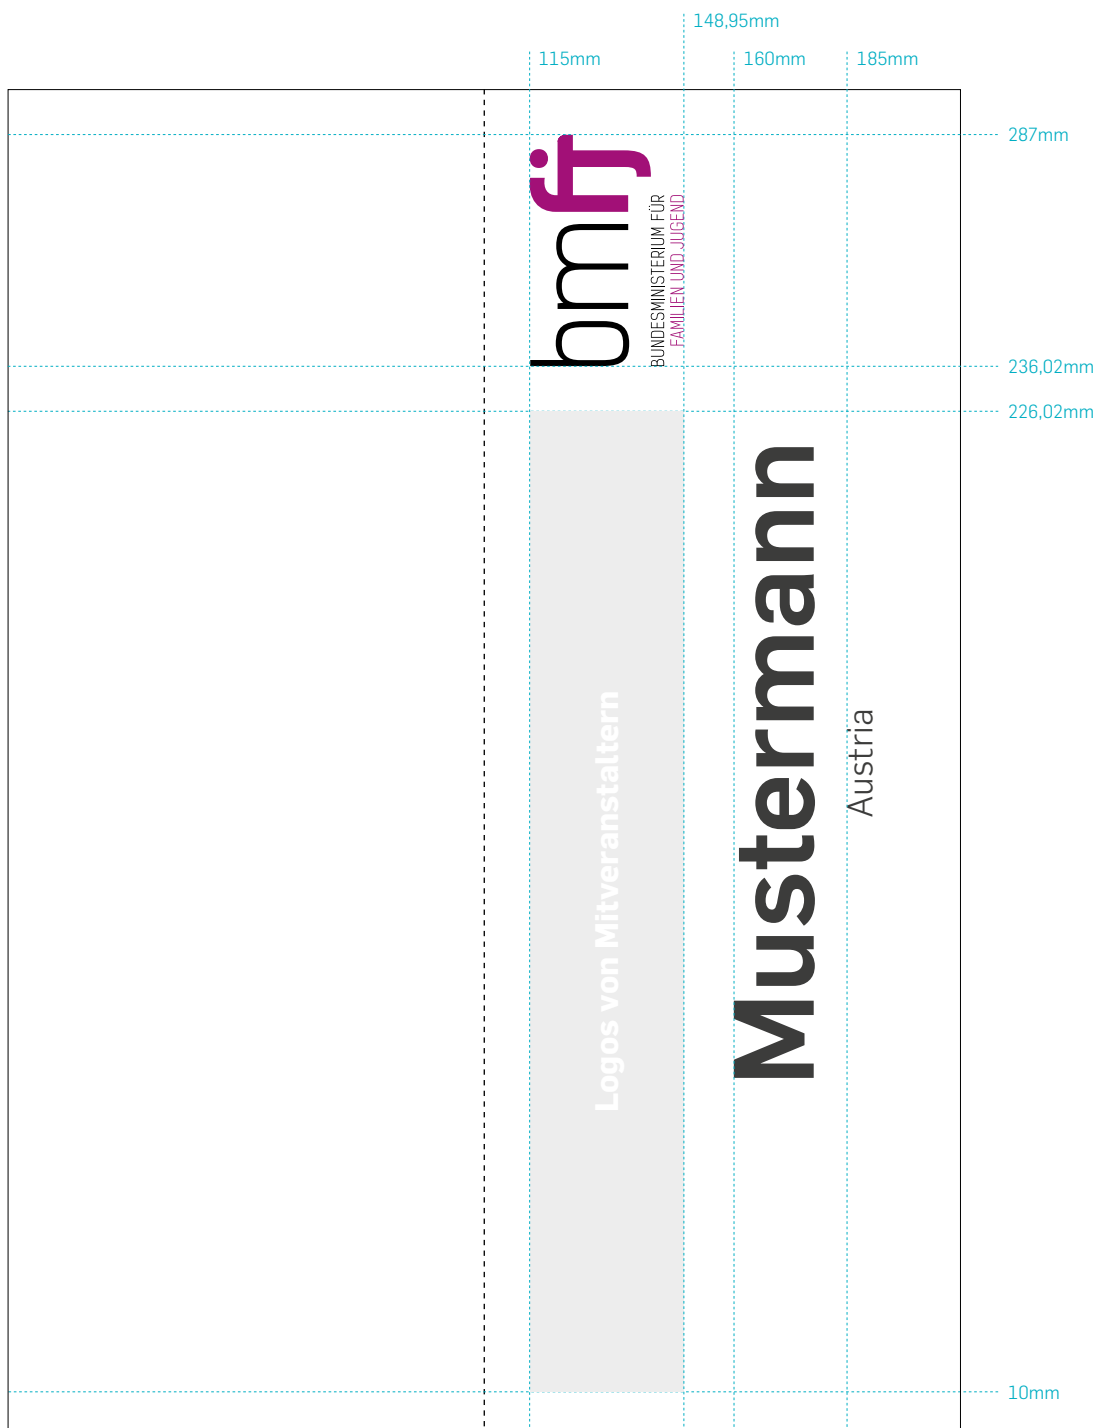 148,95mm
115mm
160mm
185mm
287mm
bmfj
BUNDESMINISTERIUM FÜR
FAMILIEN UND JUGEND
236,02mm
226,02mm
Logos von Mitveranstaltern
Mustermann
Austria
10mm